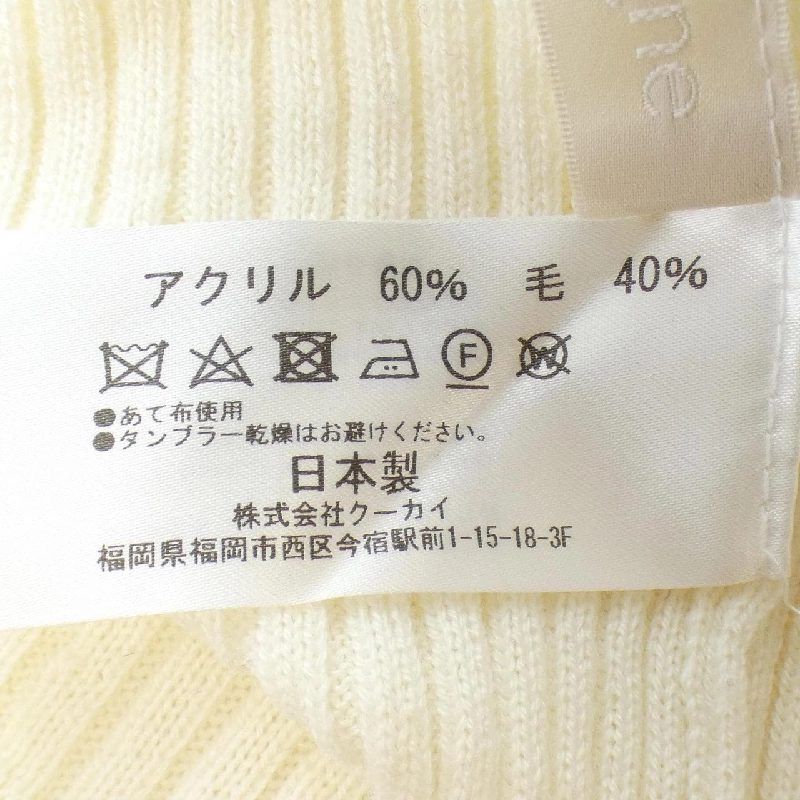 yne
アクリル 60% 毛 40%
F W
●あて布使用
●タンブラー乾燥はお避けください。
日本製
株式会社クーカイ
福岡県福岡市西区今宿駅前1-15-18-3F